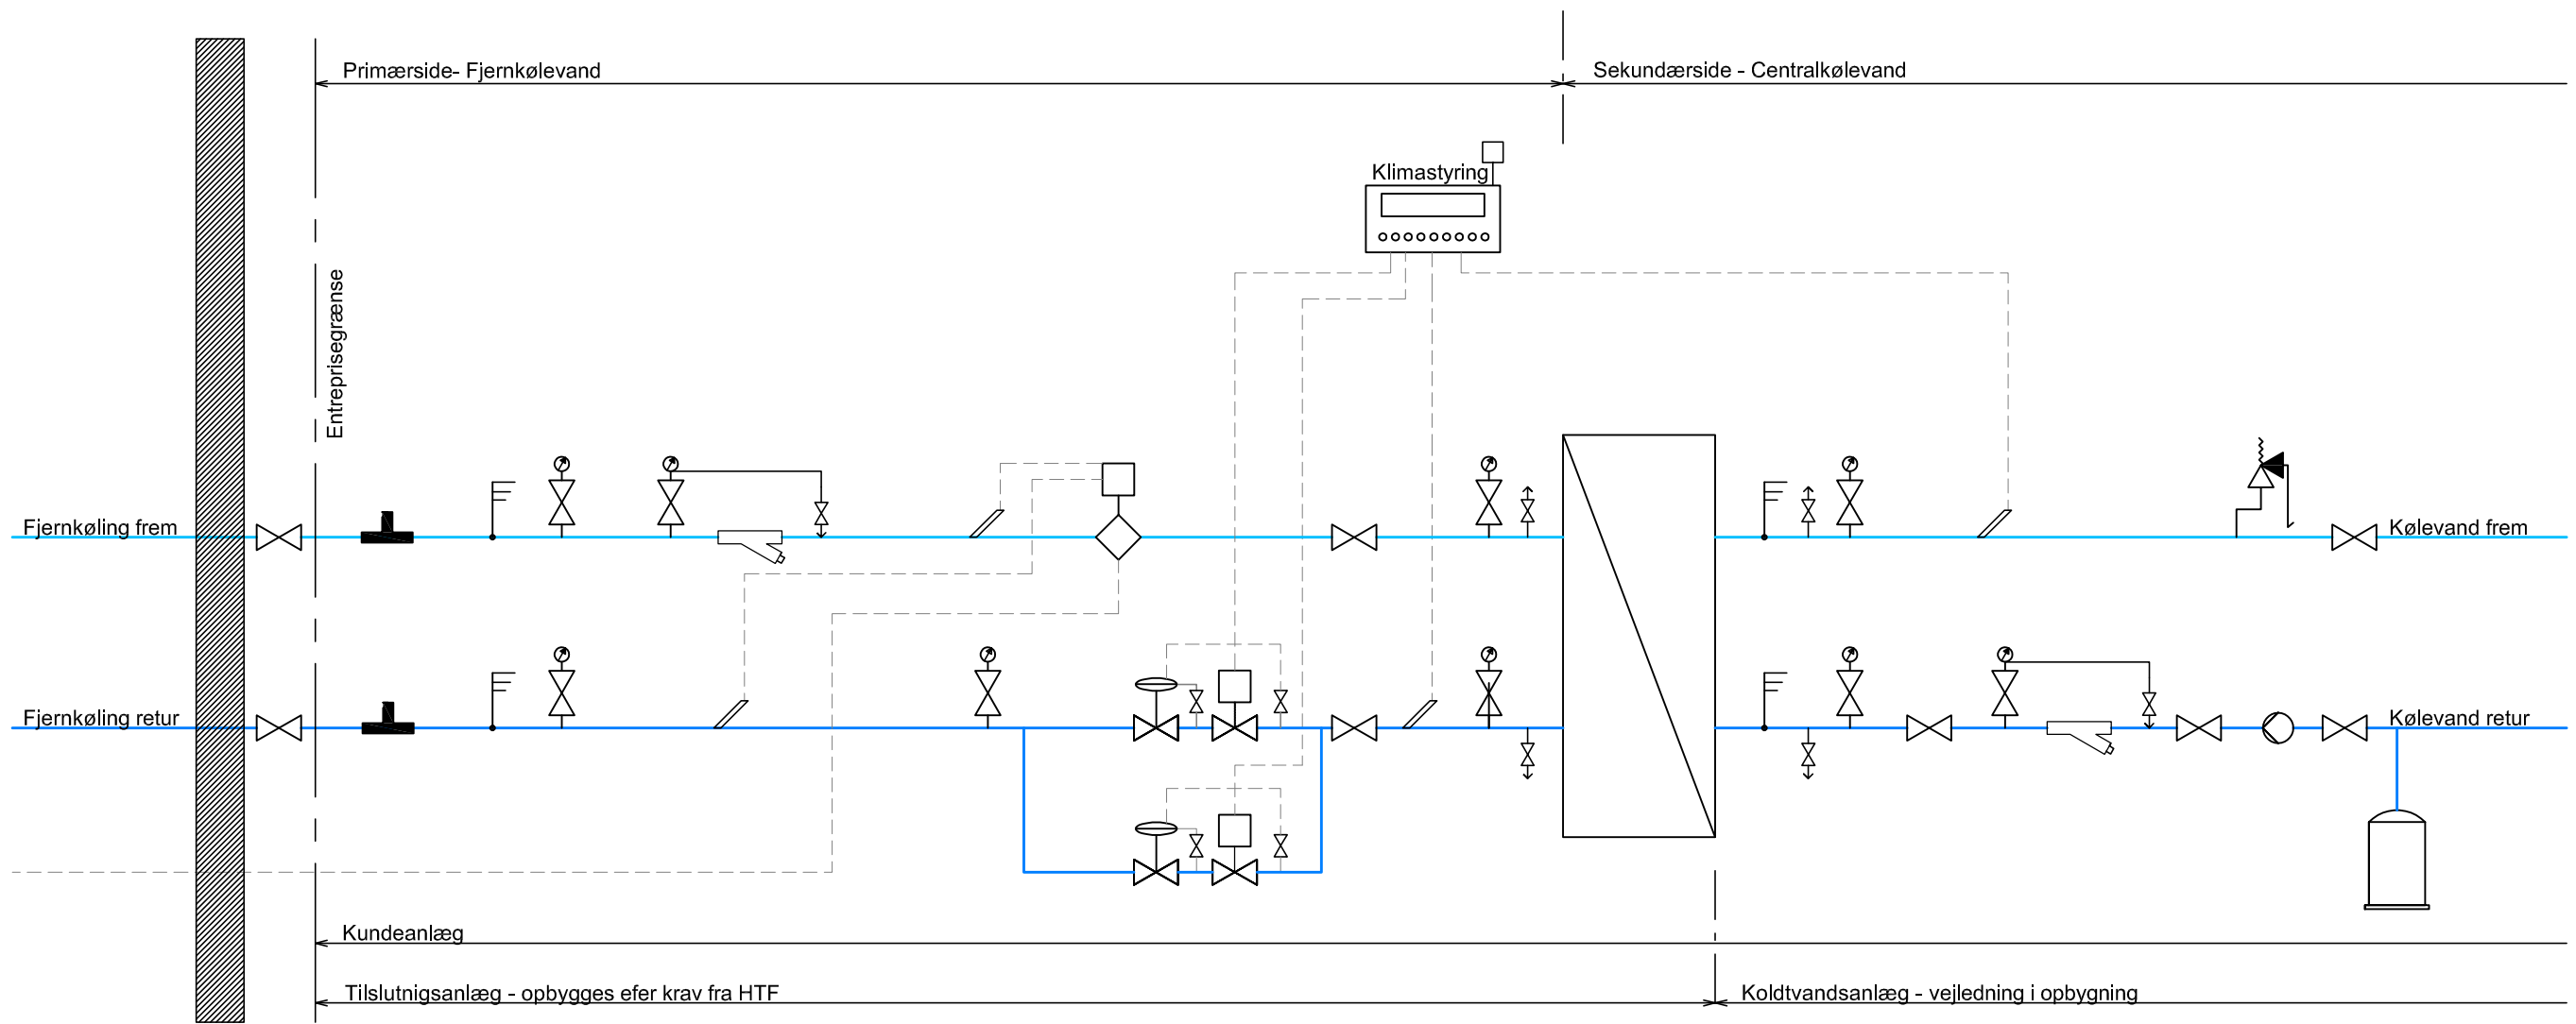 Primærside- Fjernkølevand
Sekundærside - Centralkølevand
Klimastyring
Entreprisegrænse
Fjernkøling frem
Kølevand frem
Fjernkøling retur
Kølevand retur
Kundeanlæg
Tilslutnigsanlæg - opbygges efer krav fra HTF
Koldtvandsanlæg - vejledning i opbygning